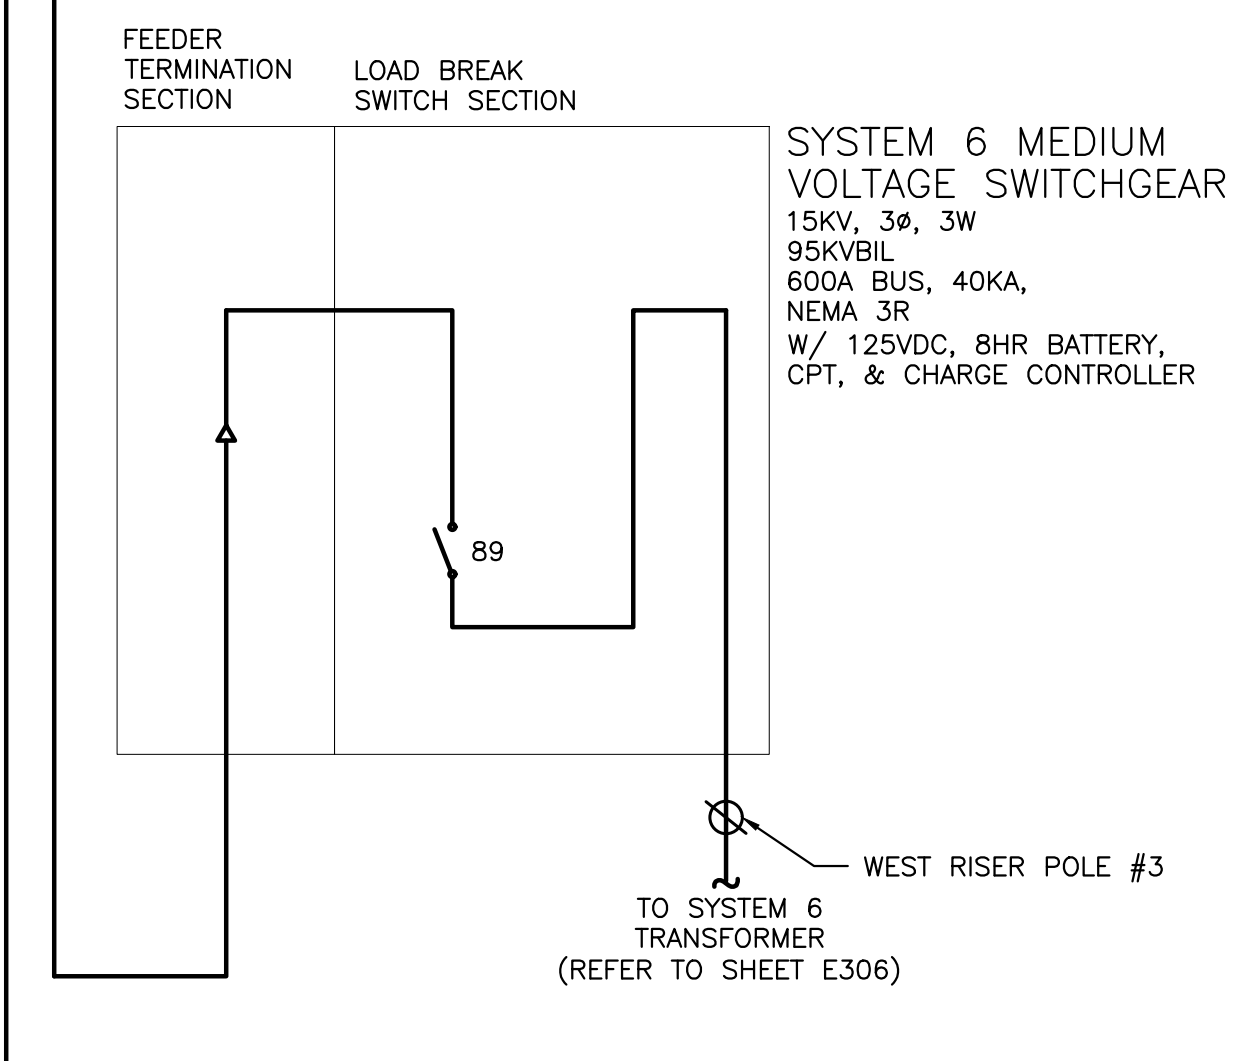 FEEDER
TERMINATION
SECTION
LOAD BREAK
SWITCH SECTION
SYSTEM 6 MEDIUM
VOLTAGE SWITCHGEAR
15KV, 3ø, 3W
95KVBIL
600A BUS, 40KA,
NEMA 3R
W/ 125VDC, 8HR BATTERY,
CPT, & CHARGE CONTROLLER
89
WEST RISER POLE #3
TO SYSTEM 6
TRANSFORMER
(REFER TO SHEET E306)